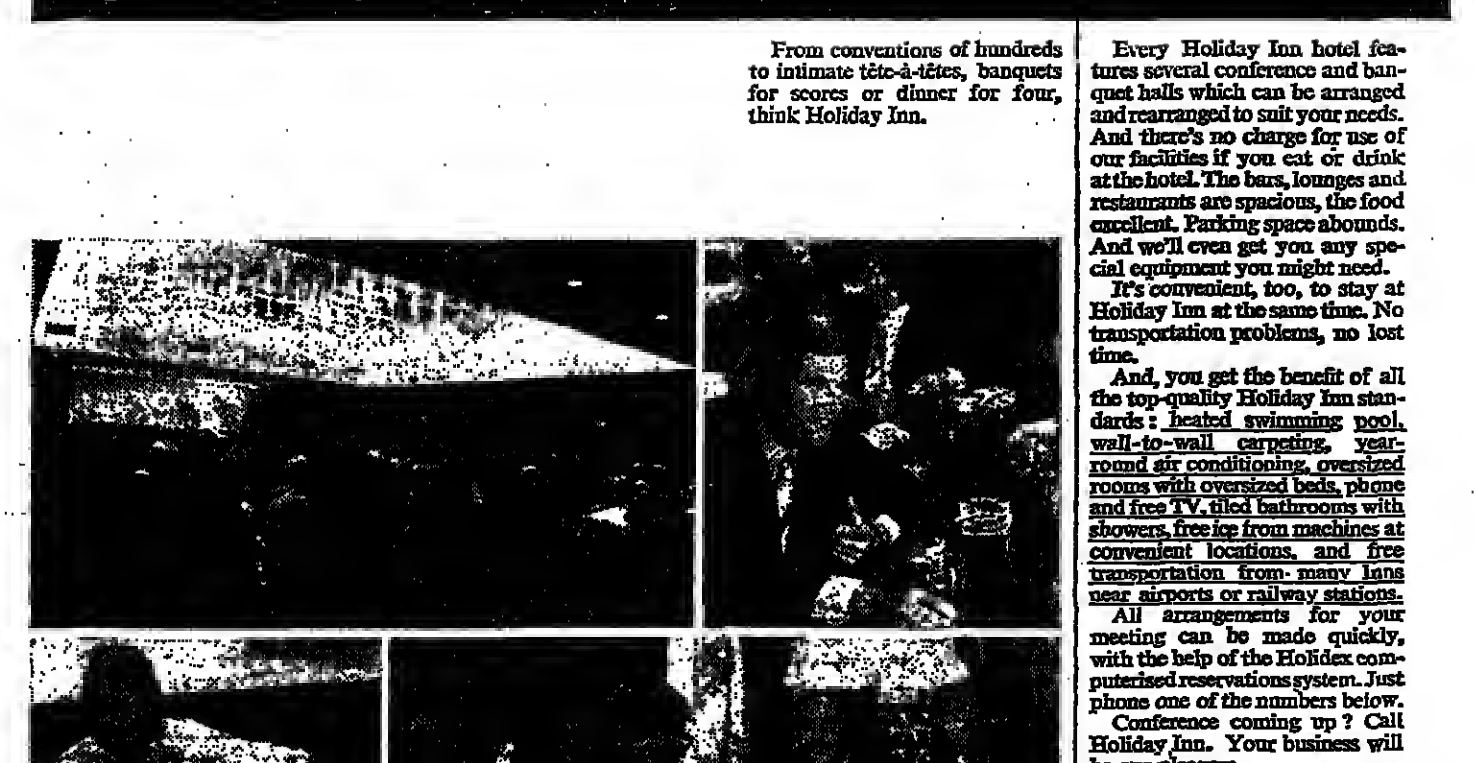 From conventions of hundreds
to intimate tête-à-têtes, banquets
for scores or dinner for four,
think Holiday Inn.
Every Holiday Inn hotel fea-
tures several conference and ban-
quet halls which can be arranged
and rearranged to suit your needs.
And there's no charge for use of
our facilities if you eat or drink
at the hotel. The bars, lounges and
restaurants are spacious, the food
excellent. Parking space abounds.
And we'll even get you any spe-
cial equipment you might need.
It's convenient, too, to stay at
Holiday Inn at the same time. No
transportation problems, no lost
time.
And, you get the benefit of all
the top-quality Holiday Inn stan-
dards : heated swimming pool,
wall-to-wall carpeting, year-
round air conditioning, oversized
rooms with oversized beds, phone
and free TV, tiled bathrooms with
showers, free ice from machines at
convenient locations, and free
transportation from many Inns
near airports or railway stations.
All arrangements for your
meeting can be made quickly,
with the help of the Holidex com-
puterised reservations system. Just
phone one of the numbers below.
Conference coming up ? Call
Holiday Inn. Your business will